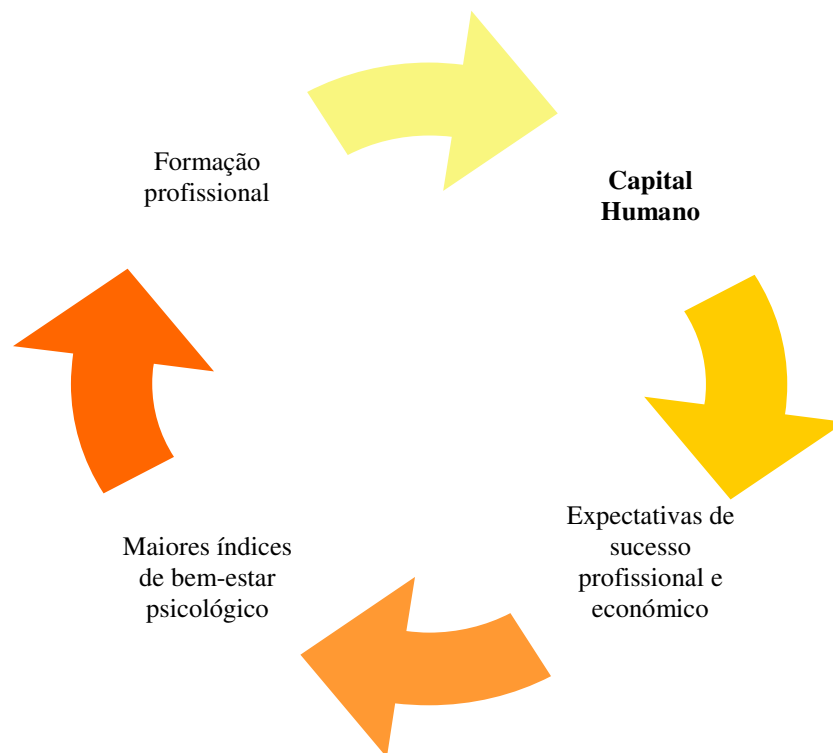 Formação
profissional
Capital
Humano
Expectativas de
sucesso
profissional e
económico
Maiores índices
de bem-estar
psicológico